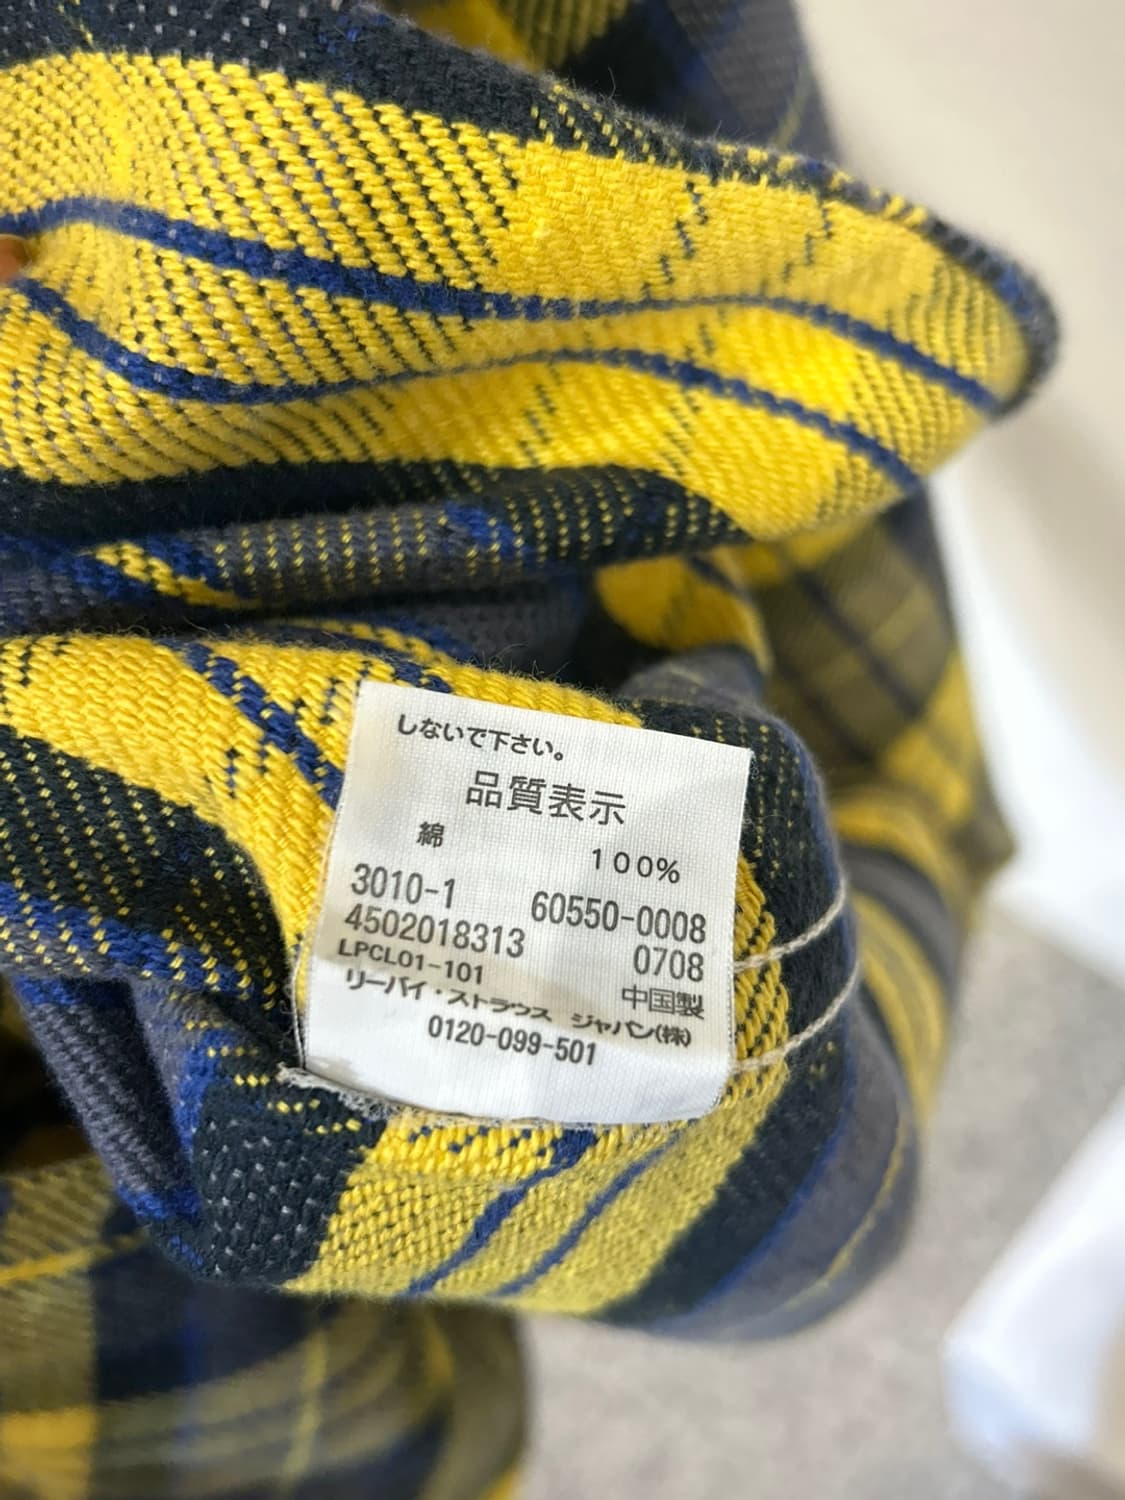 しないで下さい。
品質表示
綿 100%
3010-1 60550-0008
4502018313 0708
LPCL01-101 中国製
リーバイ・ストラウス ジャパン(株)
0120-099-501